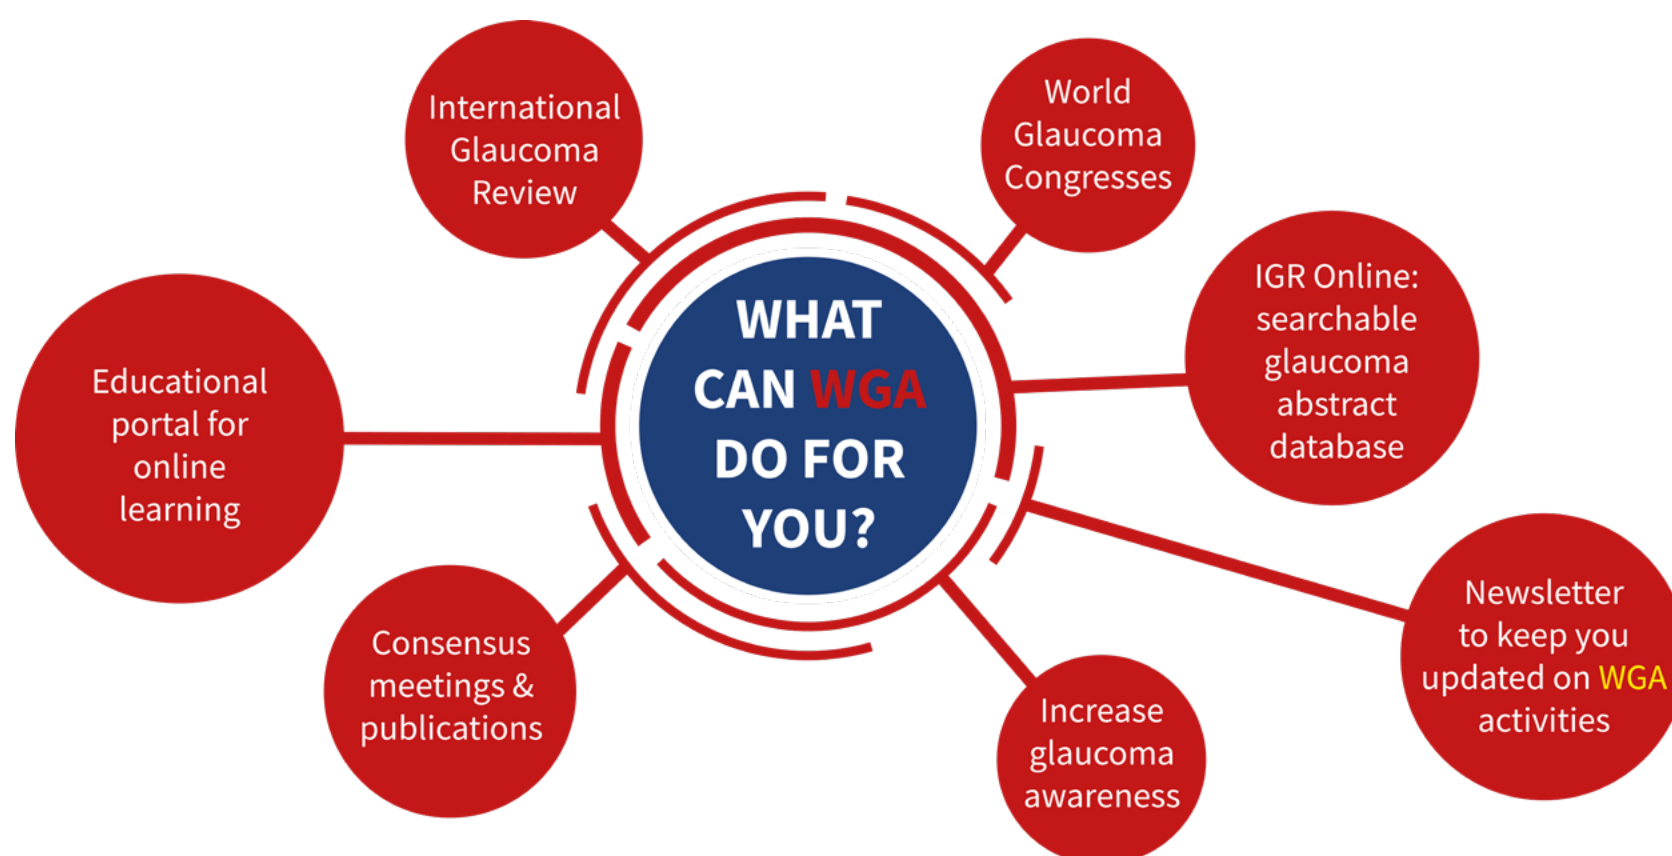 International
Glaucoma
Review
World
Glaucoma
Congresses
IGR Online:
searchable
glaucoma
abstract
database
WHAT
CAN WGA
DO FOR
YOU?
Educational
portal for
online
learning
Newsletter
to keep you
updated on WGA
activities
Consensus
meetings &
publications
Increase
glaucoma
awareness